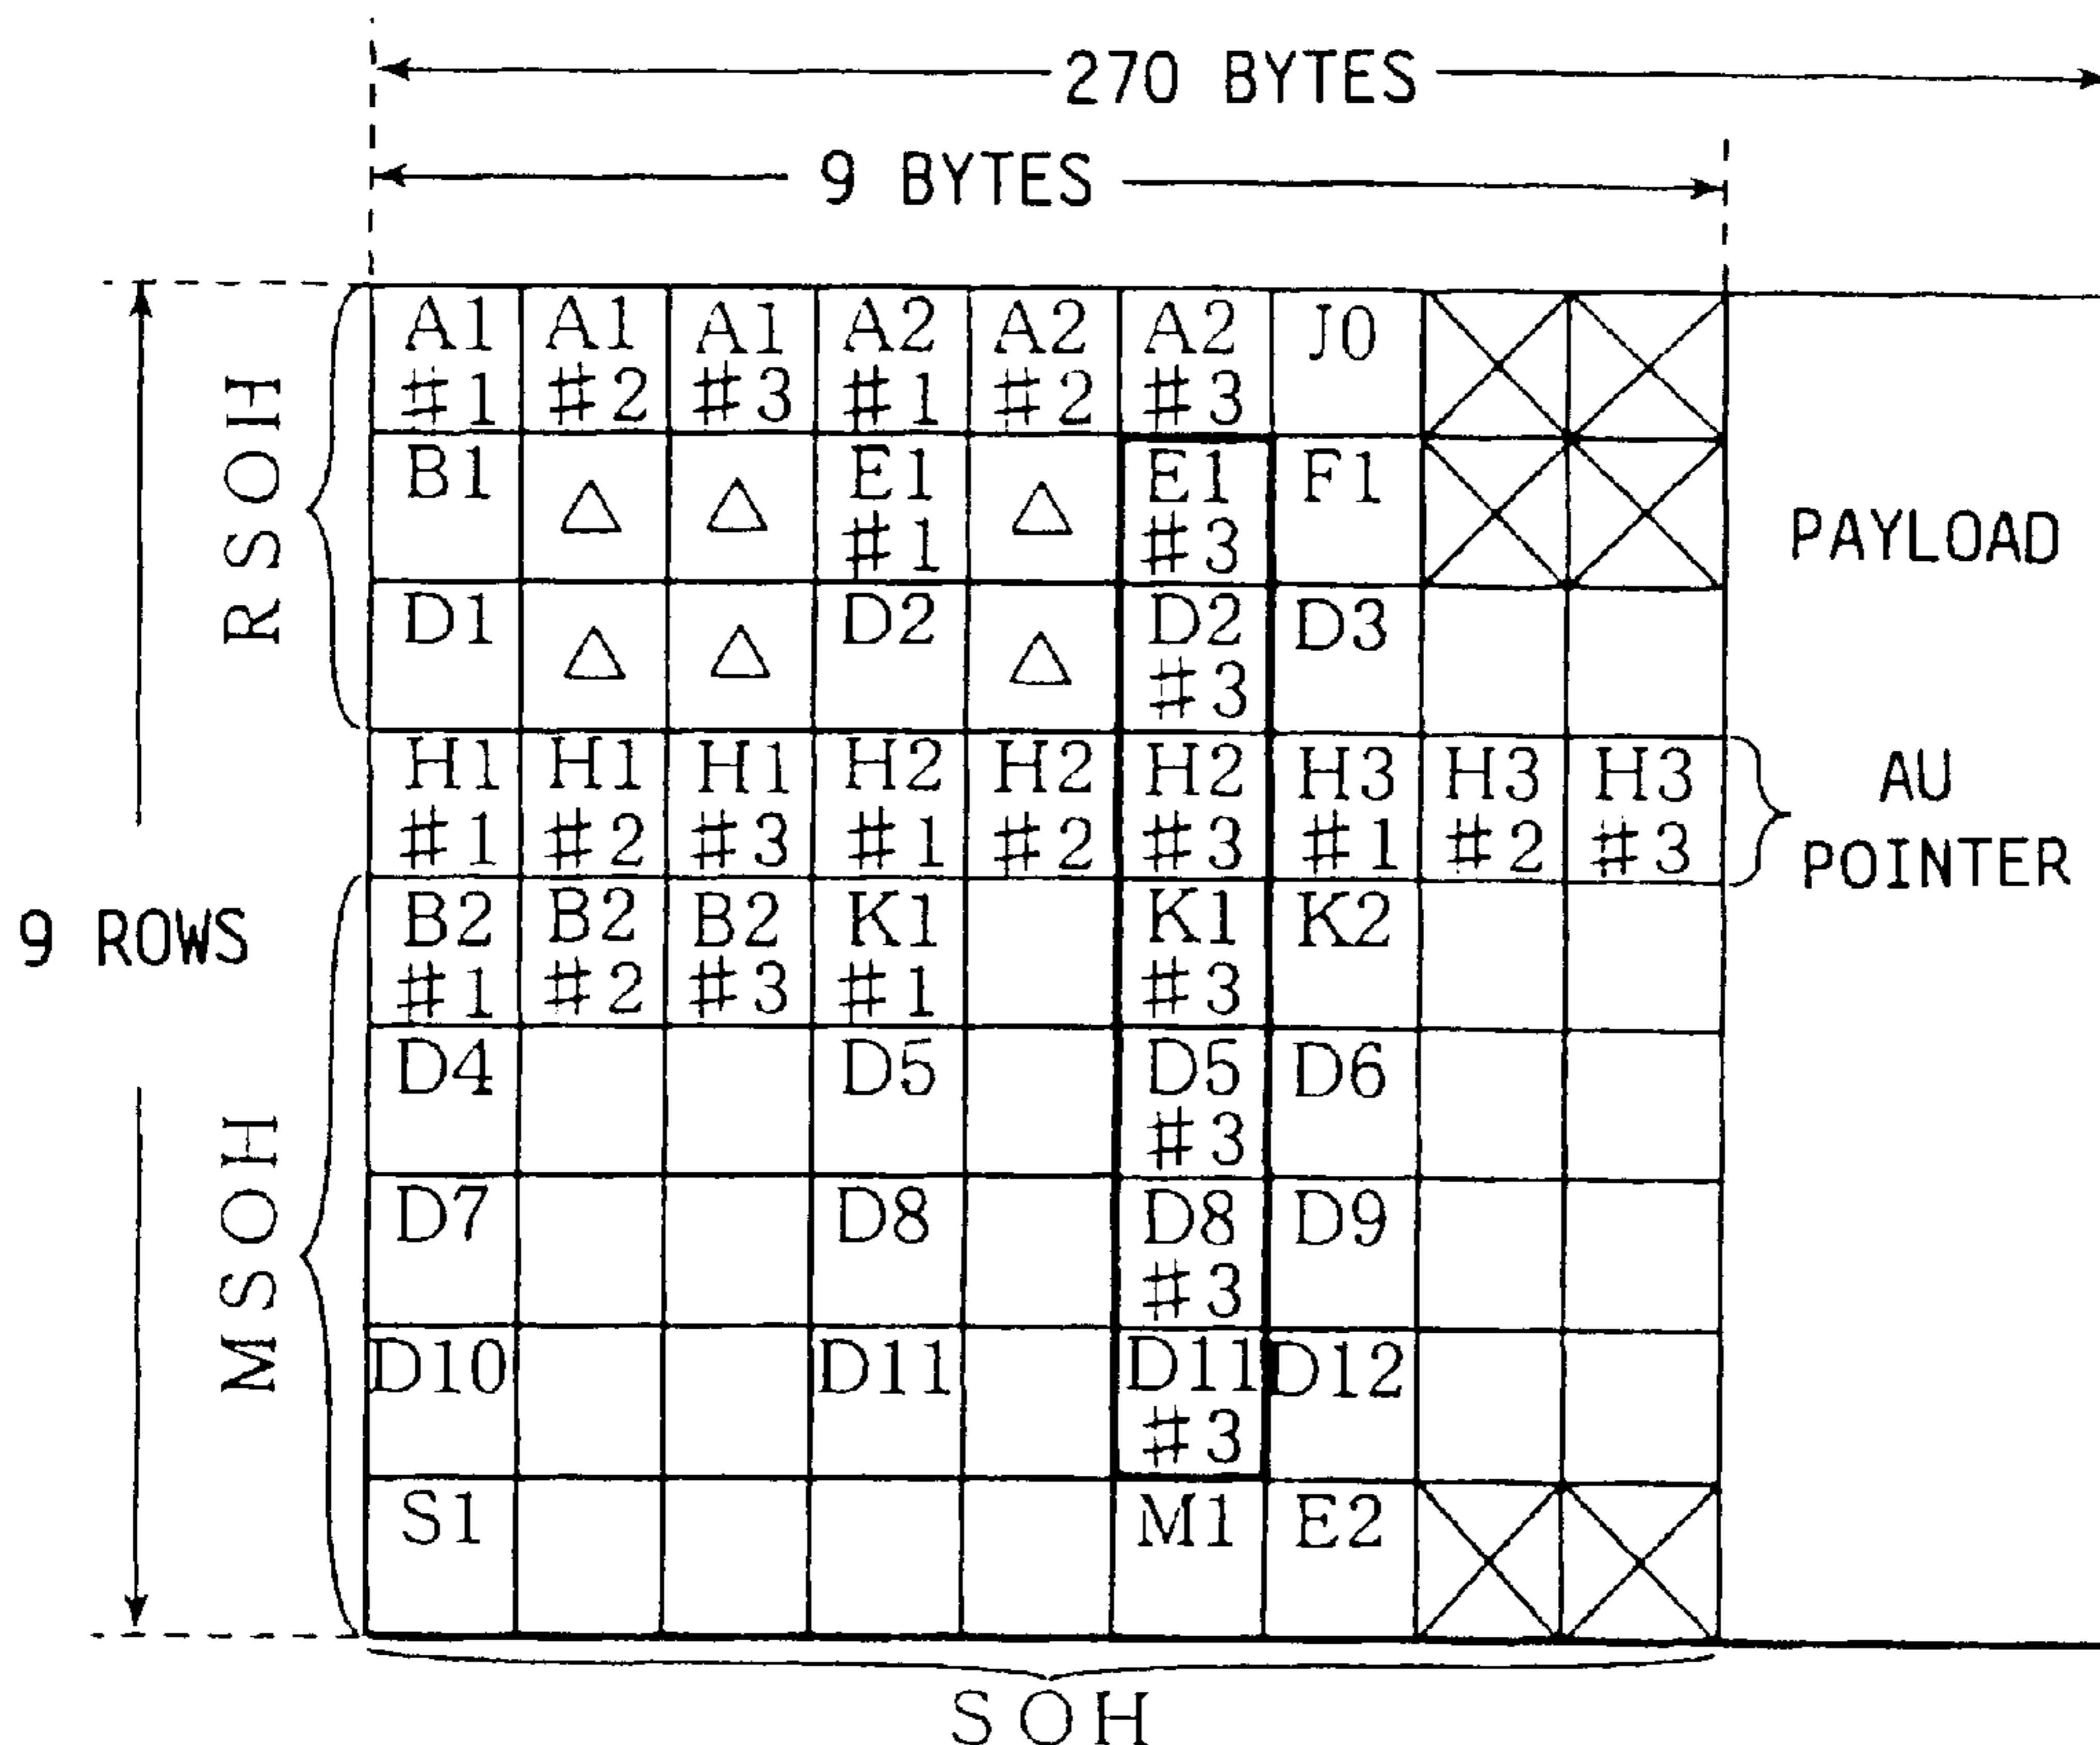 270 BYTES
9 BYTES
A1 A1 A1 A2 A2 A2 J0
#1 #2 #3 #1 #2 #3
B1 △ △ E1 △ E1 F1
#1 #3
PAYLOAD
RSOH
D1 △ △ D2 △ D2 D3
#3
H1 H1 H1 H2 H2 H2 H3 H3 H3
#1 #2 #3 #1 #2 #3 #1 #2 #3
AU
POINTER
9 ROWS
B2 B2 B2 K1 K1 K2
#1 #2 #3 #1 #3
D4 D5 D5 D6
#3
MSOH
D7 D8 D8 D9
#3
D10 D11 D11 D12
#3
S1 M1 E2
SOH